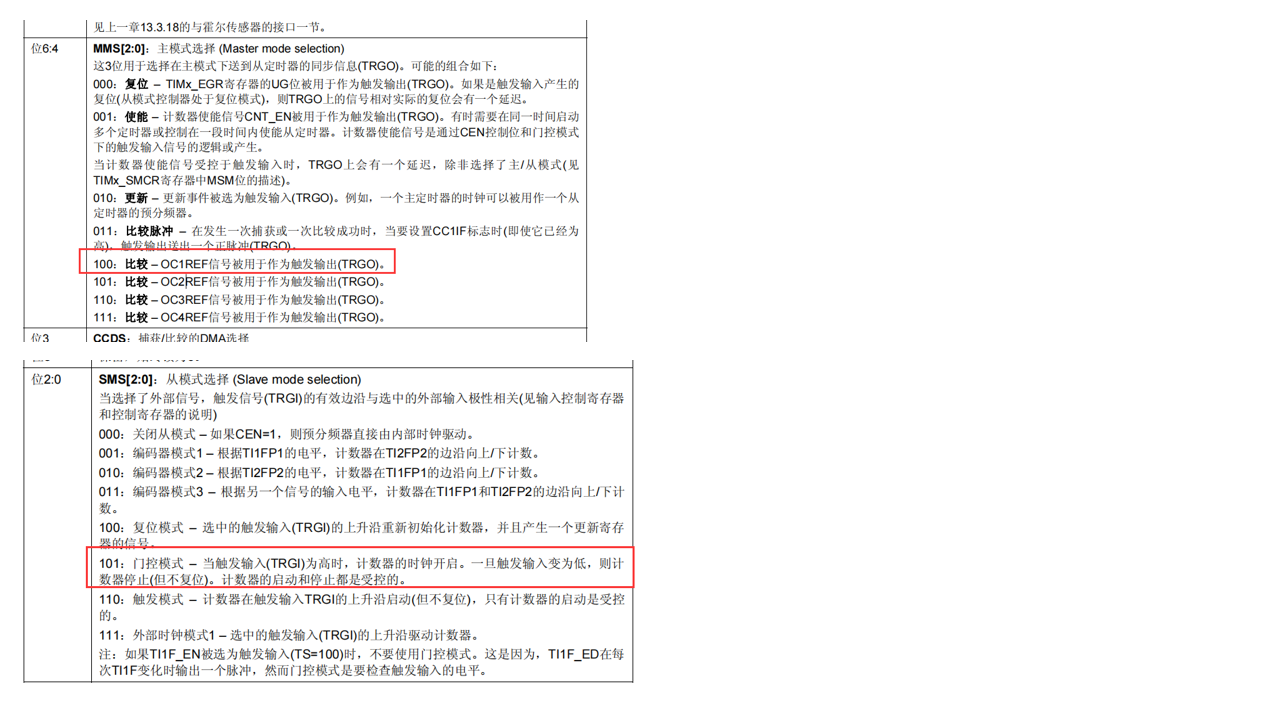 见上一章13.3.18的与霍尔传感器的接口一节。
位6:4
MMS[2:0]：主模式选择 (Master mode selection)
这3位用于选择在主模式下送到从定时器的同步信息(TRGO)。可能的组合如下：
000：复位 – TIMx_EGR寄存器的UG位被用于作为触发输出(TRGO)。如果是触发输入产生的
复位(从模式控制器处于复位模式)，则TRGO上的信号相对实际的复位会有一个延迟。
001：使能 – 计数器使能信号CNT_EN被用于作为触发输出(TRGO)。有时需要在同一时间启动
多个定时器或控制在一段时间内使能从定时器。计数器使能信号是通过CEN控制位和门控模式
下的触发输入信号的逻辑或产生。
当计数器使能信号受控于触发输入时，TRGO上会有一个延迟，除非选择了主/从模式(见
TIMx_SMCR寄存器中MSM位的描述)。
010：更新 – 更新事件被选为触发输入(TRGO)。例如，一个主定时器的时钟可以被用作一个从
定时器的预分频器。
011：比较脉冲 – 在发生一次捕获或一次比较成功时，当要设置CC1IF标志时(即使它已经为
高)，触发输出送出一个正脉冲(TRGO)。
100：比较 – OC1REF信号被用于作为触发输出(TRGO)。
101：比较 – OC2REF信号被用于作为触发输出(TRGO)。
110：比较 – OC3REF信号被用于作为触发输出(TRGO)。
111：比较 – OC4REF信号被用于作为触发输出(TRGO)。
位3
CCDS：捕获/比较的DMA选择
位2:0
SMS[2:0]：从模式选择 (Slave mode selection)
当选择了外部信号，触发信号(TRGI)的有效边沿与选中的外部输入极性相关(见输入控制寄存器
和控制寄存器的说明)
000：关闭从模式 – 如果CEN=1，则预分频器直接由内部时钟驱动。
001：编码器模式1 – 根据TI1FP1的电平，计数器在TI2FP2的边沿向上/下计数。
010：编码器模式2 – 根据TI2FP2的电平，计数器在TI1FP1的边沿向上/下计数。
011：编码器模式3 – 根据另一个信号的输入电平，计数器在TI1FP1和TI2FP2的边沿向上/下计
数。
100：复位模式 – 选中的触发输入(TRGI)的上升沿重新初始化计数器，并且产生一个更新寄存
器的信号。
101：门控模式 – 当触发输入(TRGI)为高时，计数器的时钟开启。一旦触发输入变为低，则计
数器停止(但不复位)。计数器的启动和停止都是受控的。
110：触发模式 – 计数器在触发输入TRGI的上升沿启动(但不复位)，只有计数器的启动是受控
的。
111：外部时钟模式1 – 选中的触发输入(TRGI)的上升沿驱动计数器。
注：如果TI1F_EN被选为触发输入(TS=100)时，不要使用门控模式。这是因为，TI1F_ED在每
次TI1F变化时输出一个脉冲，然而门控模式是要检查触发输入的电平。